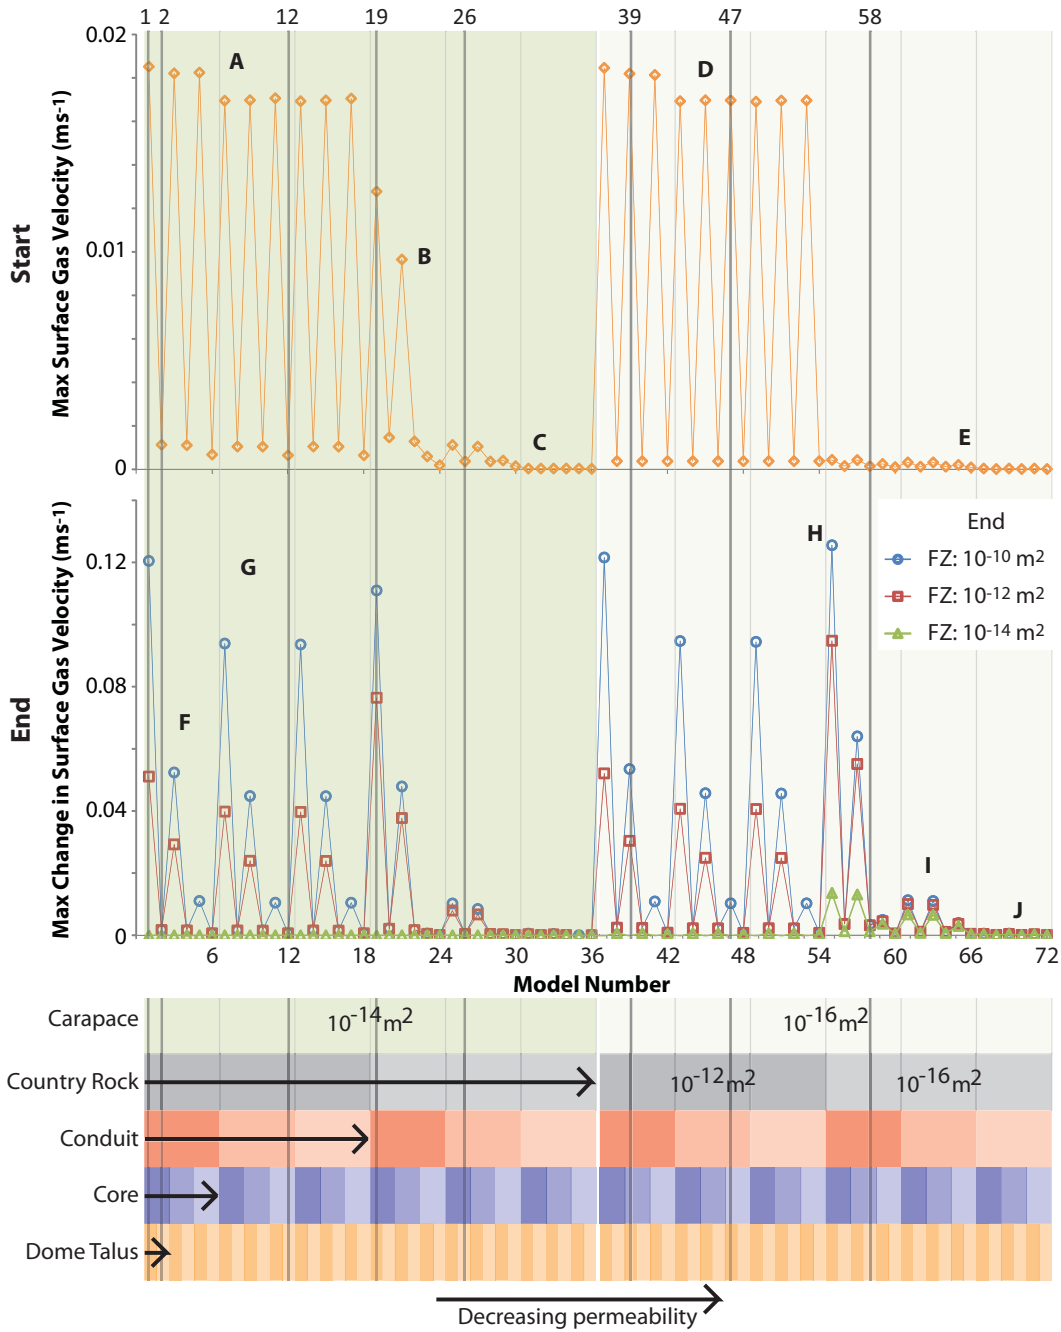 1 2 12 19 26 39 47 58
0.02
A
D
0.01
B
C
E
0
Start
Max Surface Gas Velocity (ms-1)
End
FZ: 10-10 m2
FZ: 10-12 m2
FZ: 10-14 m2
H
0.12
G
0.08
F
0.04
I
J
0
End
Max Change in Surface Gas Velocity (ms-1)
6 12 18 24 30 36 42 48 54 60 66 72
Model Number
Carapace 10-14m2 10-16m2
Country Rock 10-12m2 10-16m2
Conduit
Core
Dome Talus
Decreasing permeability